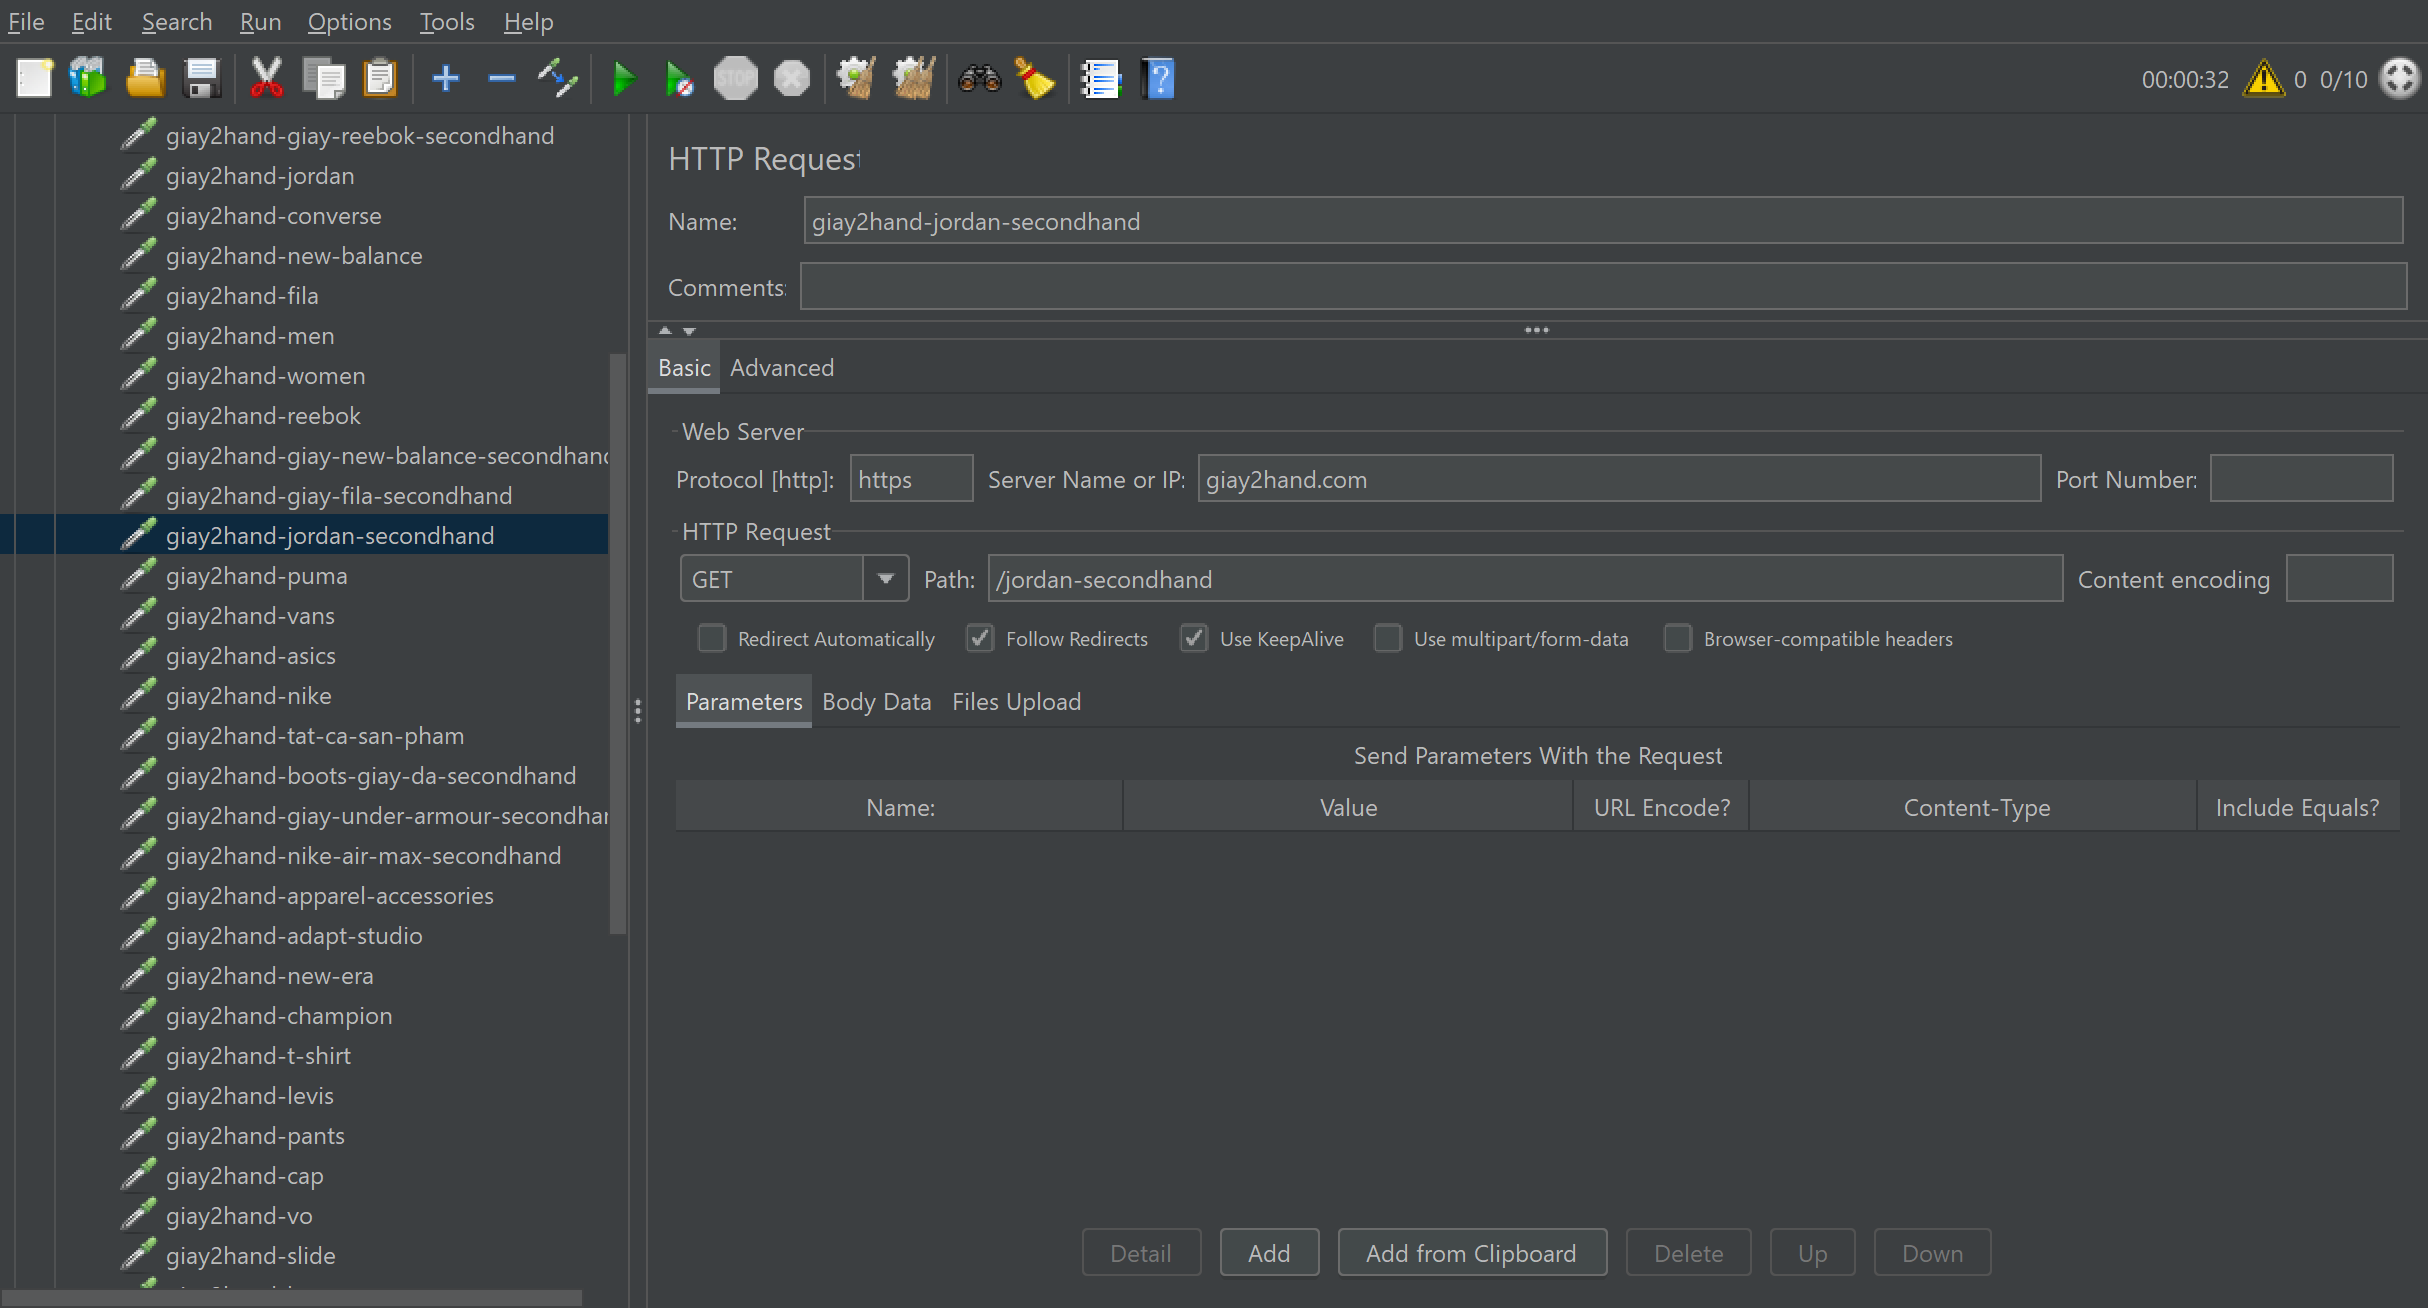 File Edit Search Run Options Tools Help
STOP
00:00:32 0 0/10
giay2hand-giay-reebok-secondhand
giay2hand-jordan
giay2hand-converse
giay2hand-new-balance
giay2hand-fila
giay2hand-men
giay2hand-women
giay2hand-reebok
giay2hand-giay-new-balance-secondhand
giay2hand-giay-fila-secondhand
giay2hand-jordan-secondhand
giay2hand-puma
giay2hand-vans
giay2hand-asics
giay2hand-nike
giay2hand-tat-ca-san-pham
giay2hand-boots-giay-da-secondhand
giay2hand-giay-under-armour-secondhar
giay2hand-nike-air-max-secondhand
giay2hand-apparel-accessories
giay2hand-adapt-studio
giay2hand-new-era
giay2hand-champion
giay2hand-t-shirt
giay2hand-levis
giay2hand-pants
giay2hand-cap
giay2hand-vo
giay2hand-slide
HTTP Request
Name: giay2hand-jordan-secondhand
Comments:
Basic Advanced
Web Server
Protocol [http]: https Server Name or IP: giay2hand.com Port Number:
HTTP Request
GET Path: /jordan-secondhand Content encoding
Redirect Automatically Follow Redirects Use KeepAlive Use multipart/form-data Browser-compatible headers
Parameters Body Data Files Upload
Send Parameters With the Request
Name: Value URL Encode? Content-Type Include Equals?
Detail Add Add from Clipboard Delete Up Down